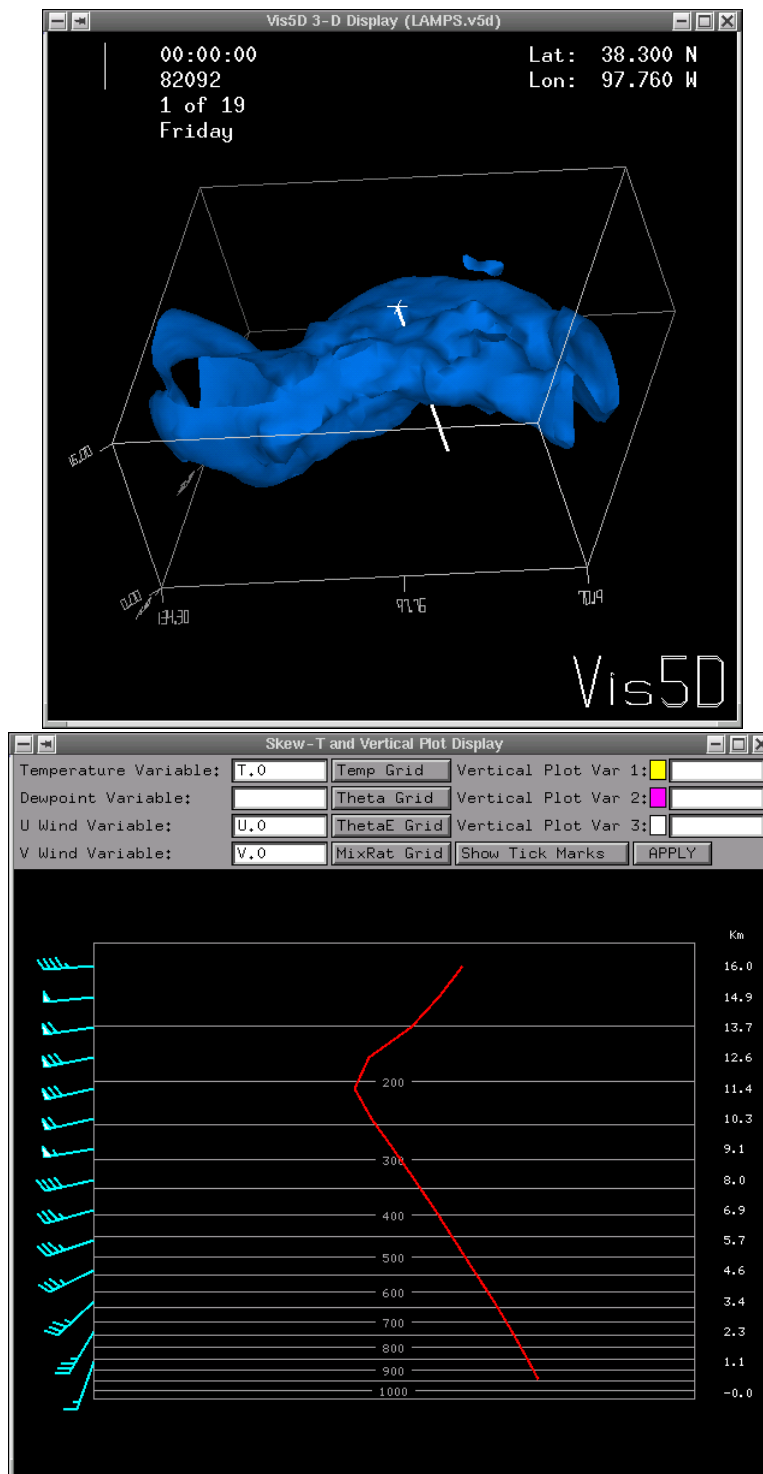 Vis5D 3-D Display (LAMPS.v5d)
00:00:00 Lat: 38.300 N
82092 Lon: 97.760 W
1 of 19
Friday
16.00
0.00
134.30
97.76
70.19
Vis5D
Skew-T and Vertical Plot Display
Temperature Variable: T.0 Temp Grid Vertical Plot Var 1:
Dewpoint Variable: Theta Grid Vertical Plot Var 2:
U Wind Variable: U.0 ThetaE Grid Vertical Plot Var 3:
V Wind Variable: V.0 MixRat Grid Show Tick Marks APPLY
Km
16.0
14.9
13.7
12.6
200 11.4
10.3
9.1
300
8.0
400 6.9
5.7
500
4.6
600
3.4
700
2.3
800
1.1
900
1000 -0.0